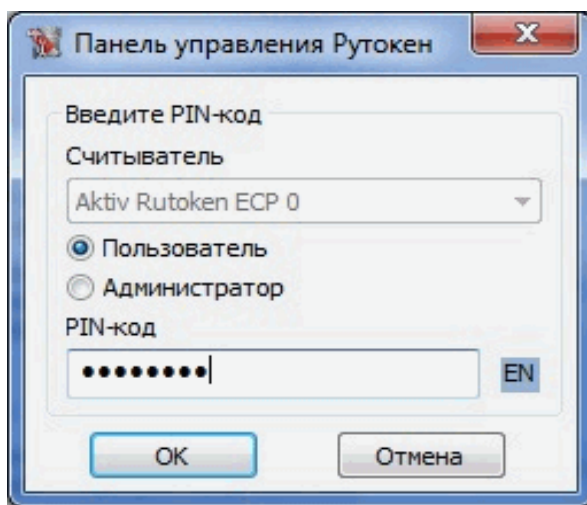 Панель управления Рутокен
Введите PIN-код
Считыватель
Aktiv Rutoken ECP 0
Пользователь
Администратор
PIN-код
●●●●●●●● EN
OK Отмена